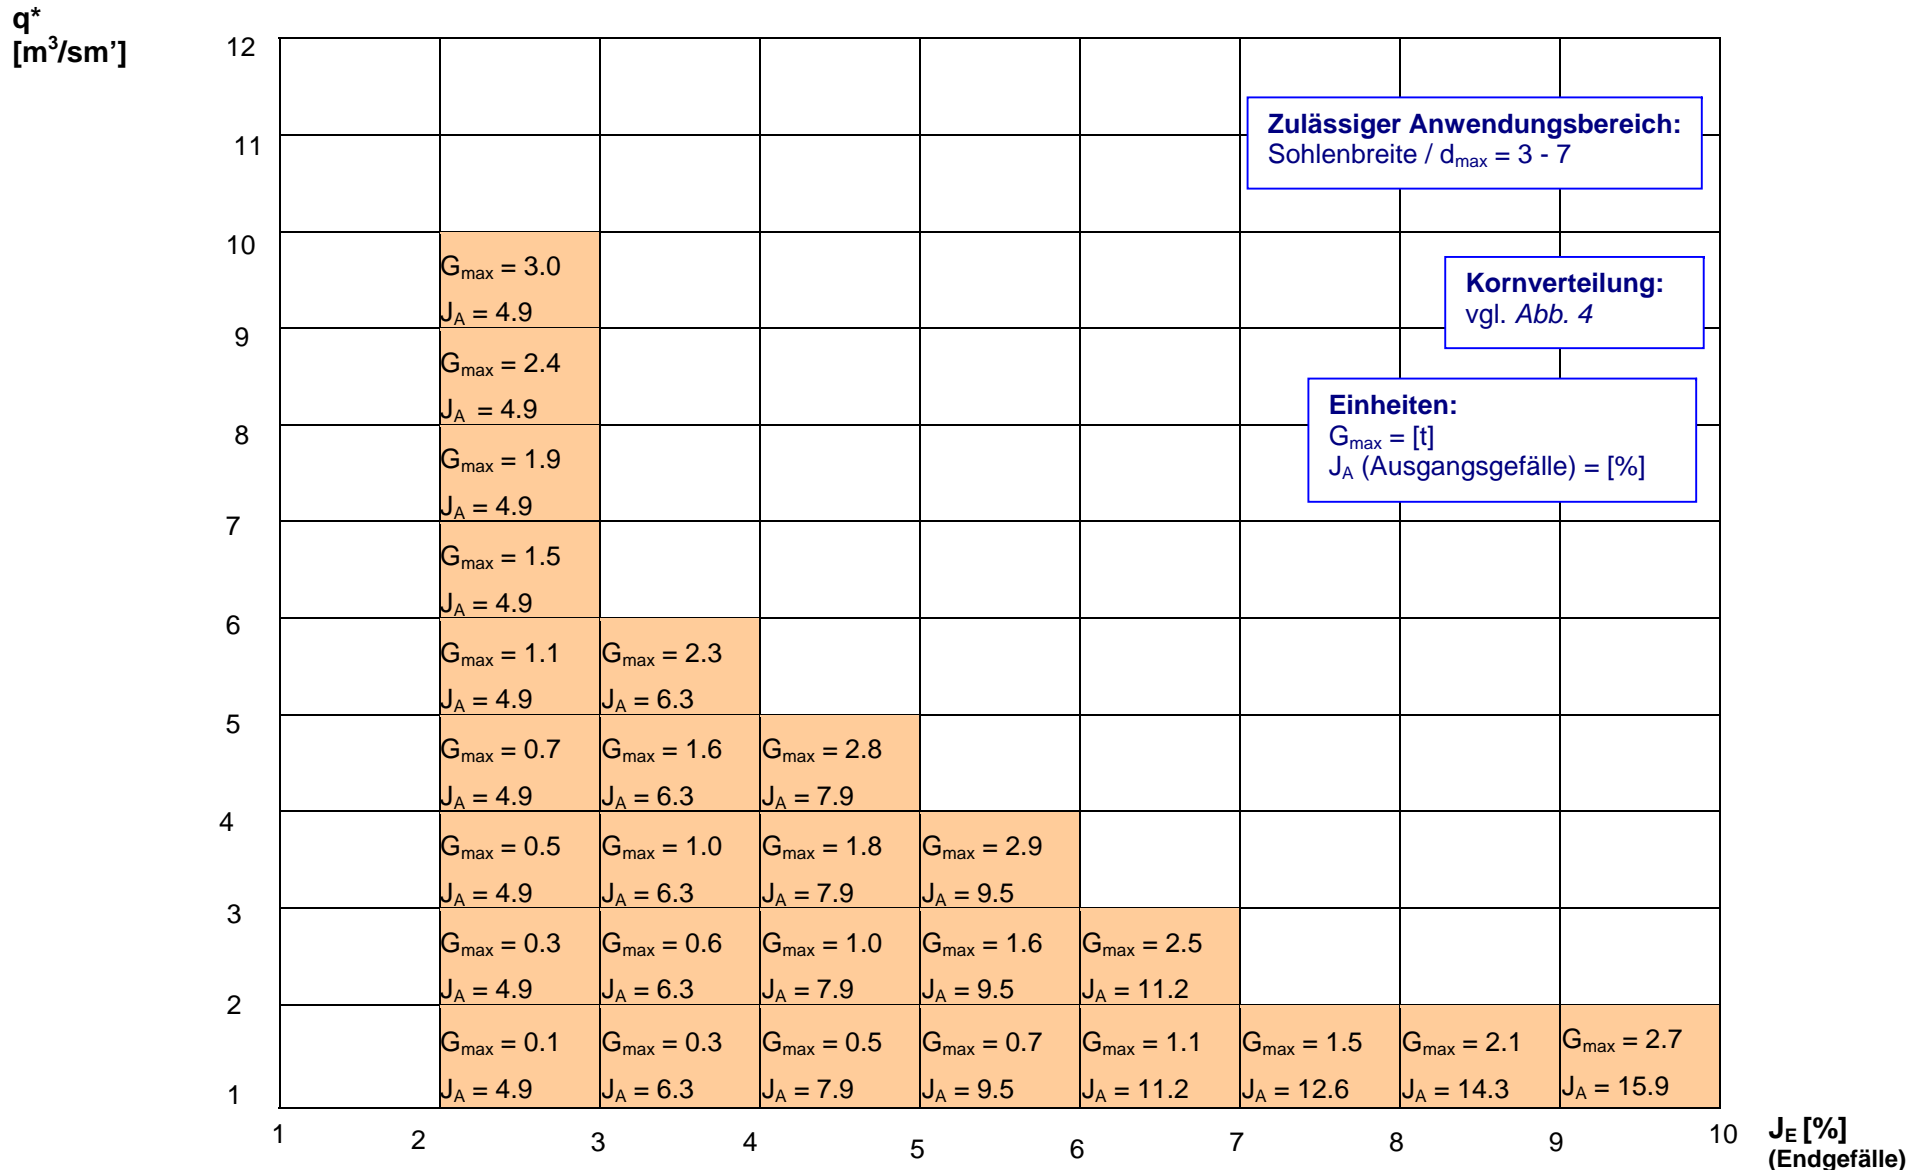 q*
[m³/sm’]
12
11
Zulässiger Anwendungsbereich:
Sohlenbreite / dmax = 3 - 7
10
Gmax = 3.0
JA = 4.9
Kornverteilung:
vgl. Abb. 4
9
Gmax = 2.4
JA = 4.9
Einheiten:
Gmax = [t]
JA (Ausgangsgefälle) = [%]
8
Gmax = 1.9
JA = 4.9
7
Gmax = 1.5
JA = 4.9
6
Gmax = 1.1 Gmax = 2.3
JA = 4.9 JA = 6.3
5
Gmax = 0.7 Gmax = 1.6 Gmax = 2.8
JA = 4.9 JA = 6.3 JA = 7.9
4
Gmax = 0.5 Gmax = 1.0 Gmax = 1.8 Gmax = 2.9
JA = 4.9 JA = 6.3 JA = 7.9 JA = 9.5
3
Gmax = 0.3 Gmax = 0.6 Gmax = 1.0 Gmax = 1.6 Gmax = 2.5
JA = 4.9 JA = 6.3 JA = 7.9 JA = 9.5 JA = 11.2
2
Gmax = 0.1 Gmax = 0.3 Gmax = 0.5 Gmax = 0.7 Gmax = 1.1 Gmax = 1.5 Gmax = 2.1 Gmax = 2.7
JA = 4.9 JA = 6.3 JA = 7.9 JA = 9.5 JA = 11.2 JA = 12.6 JA = 14.3 JA = 15.9
1
1 2 3 4 5 6 7 8 9 10
JE [%]
(Endgefälle)